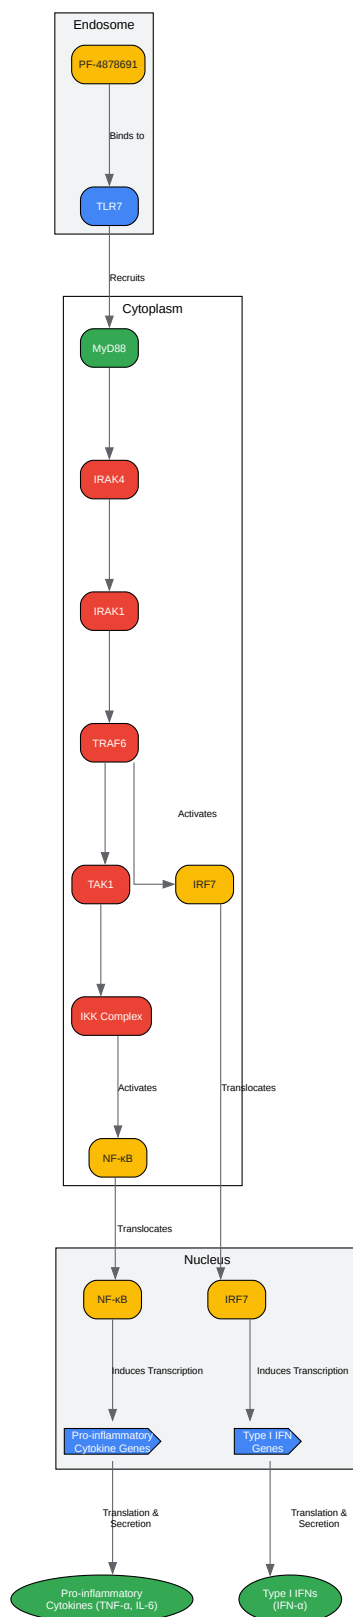 Endosome
PF-4878691
Binds to
TLR7
Recruits
Cytoplasm
MyD88
IRAK4
IRAK1
TRAF6
Activates
TAK1
IRF7
IKK Complex
Activates
Translocates
NF-κB
Translocates
Nucleus
NF-κB
IRF7
Induces Transcription
Induces Transcription
Pro-inflammatory
Cytokine Genes
Type I IFN
Genes
Translation &
Secretion
Translation &
Secretion
Pro-inflammatory
Cytokines (TNF-α, IL-6)
Type I IFNs
(IFN-α)